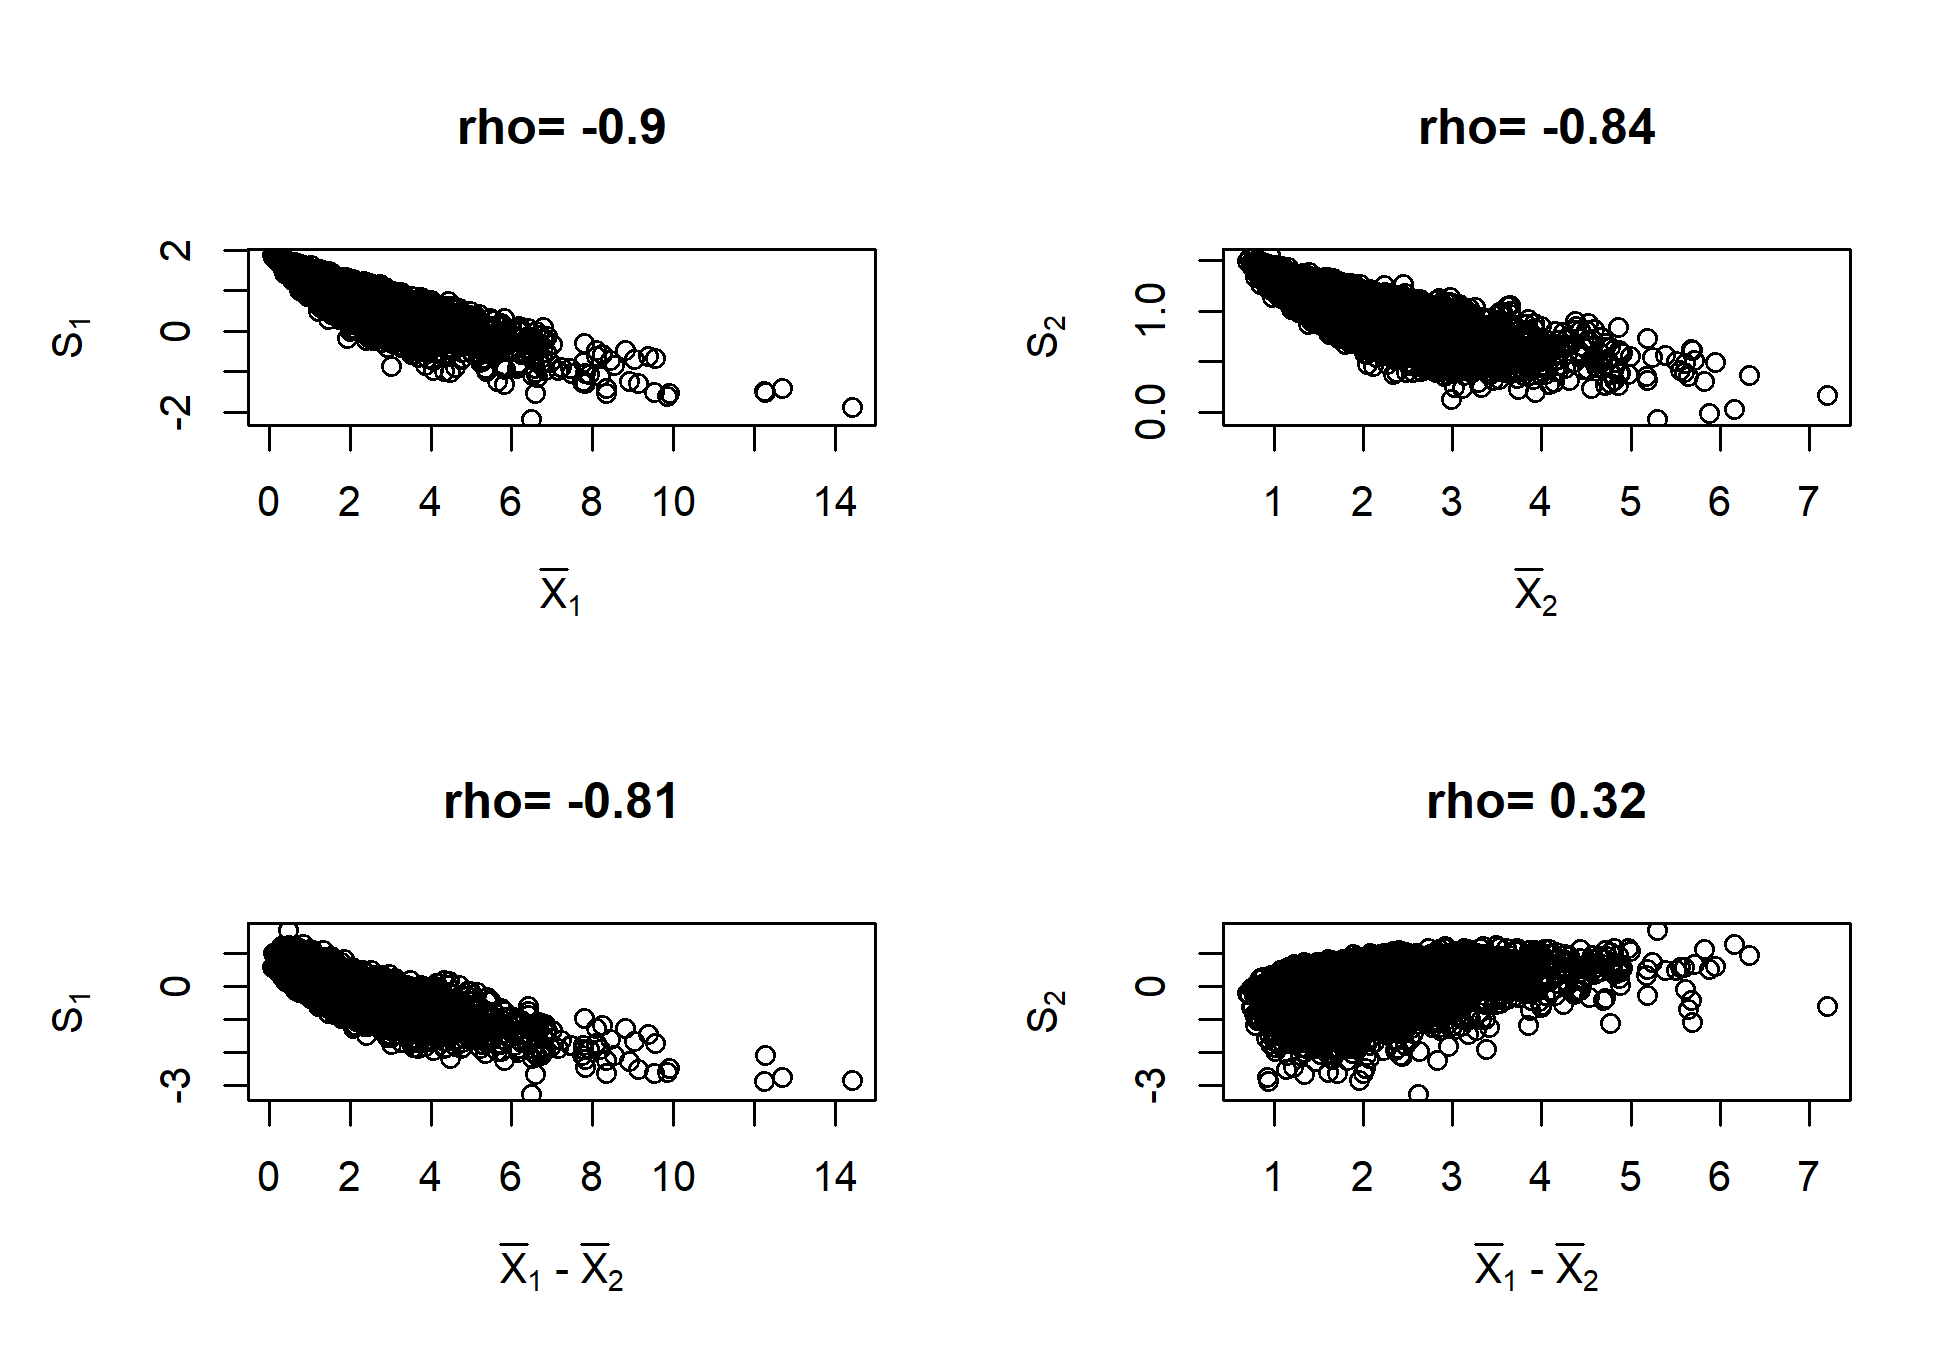 rho= -0.9
S₁
2
0
-2
0 2 4 6 8 10 14
X̅₁
rho= -0.84
S₂
1.0
0.0
1 2 3 4 5 6 7
X̅₂
rho= -0.81
S₁
0
-3
0 2 4 6 8 10 14
X̅₁ - X̅₂
rho= 0.32
S₂
0
-3
1 2 3 4 5 6 7
X̅₁ - X̅₂